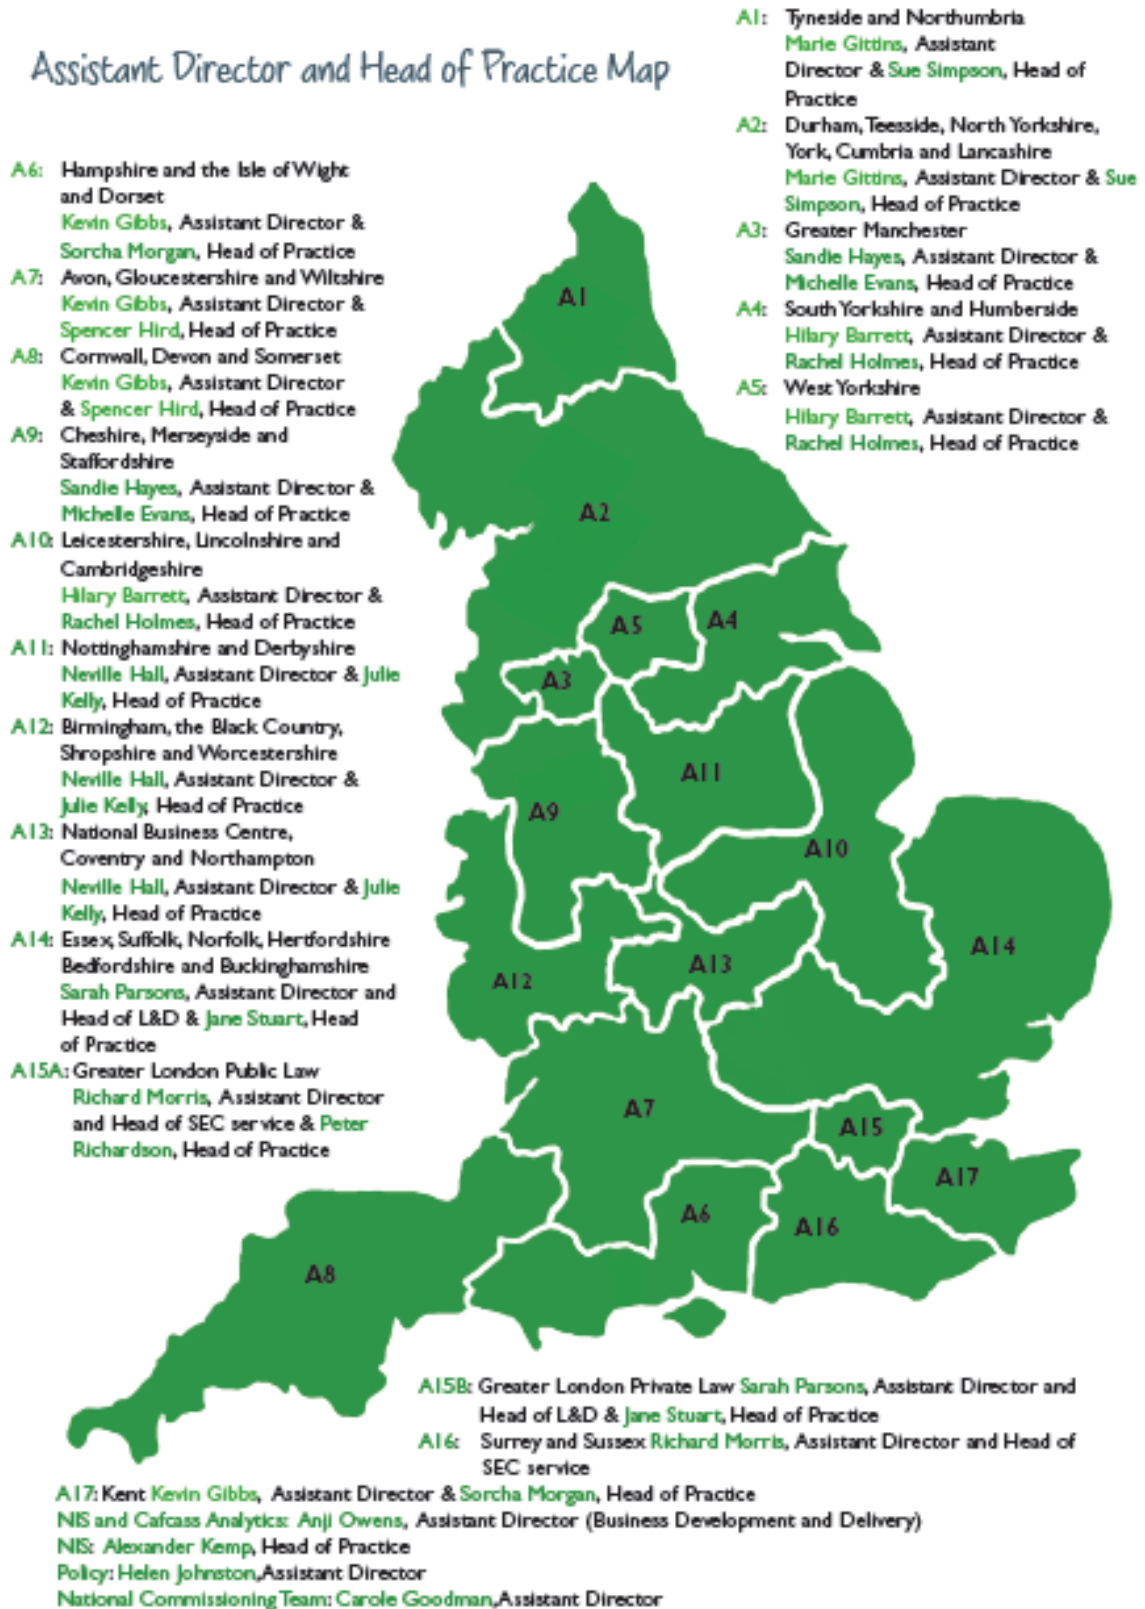 Assistant Director and Head of Practice Map
A1: Tyneside and Northumbria
Marie Gittins, Assistant
Director & Sue Simpson, Head of
Practice
A2: Durham, Teesside, North Yorkshire,
York, Cumbria and Lancashire
Marie Gittins, Assistant Director & Sue
Simpson, Head of Practice
A3: Greater Manchester
Sandie Hayes, Assistant Director &
Michelle Evans, Head of Practice
A4: South Yorkshire and Humberside
Hilary Barrett, Assistant Director &
Rachel Holmes, Head of Practice
A5: West Yorkshire
Hilary Barrett, Assistant Director &
Rachel Holmes, Head of Practice
A6: Hampshire and the Isle of Wight
and Dorset
Kevin Gibbs, Assistant Director &
Sorcha Morgan, Head of Practice
A7: Avon, Gloucestershire and Wiltshire
Kevin Gibbs, Assistant Director &
Spencer Hird, Head of Practice
A8: Cornwall, Devon and Somerset
Kevin Gibbs, Assistant Director
& Spencer Hird, Head of Practice
A9: Cheshire, Merseyside and
Staffordshire
Sandie Hayes, Assistant Director &
Michelle Evans, Head of Practice
A10: Leicestershire, Lincolnshire and
Cambridgeshire
Hilary Barrett, Assistant Director &
Rachel Holmes, Head of Practice
A11: Nottinghamshire and Derbyshire
Neville Hall, Assistant Director & Julie
Kelly, Head of Practice
A12: Birmingham, the Black Country,
Shropshire and Worcestershire
Neville Hall, Assistant Director &
Julie Kelly, Head of Practice
A13: National Business Centre,
Coventry and Northampton
Neville Hall, Assistant Director & Julie
Kelly, Head of Practice
A14: Essex, Suffolk, Norfolk, Hertfordshire
Bedfordshire and Buckinghamshire
Sarah Parsons, Assistant Director and
Head of L&D & Jane Stuart, Head
of Practice
A15A: Greater London Public Law
Richard Morris, Assistant Director
and Head of SEC service & Peter
Richardson, Head of Practice
A1
A2
A5
A4
A3
A11
A9
A10
A14
A13
A12
A7
A15
A17
A6
A16
A8
A15B: Greater London Private Law Sarah Parsons, Assistant Director and
Head of L&D & Jane Stuart, Head of Practice
A16: Surrey and Sussex Richard Morris, Assistant Director and Head of
SEC service
A17: Kent Kevin Gibbs, Assistant Director & Sorcha Morgan, Head of Practice
NIS and Cafcass Analytics: Anji Owens, Assistant Director (Business Development and Delivery)
NIS: Alexander Kemp, Head of Practice
Policy: Helen Johnston, Assistant Director
National Commissioning Team: Carole Goodman, Assistant Director